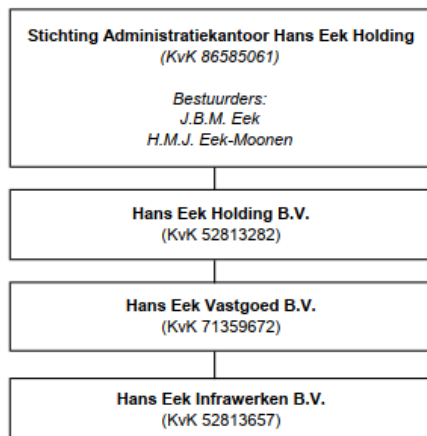 Stichting Administratiekantoor Hans Eek Holding
(KvK 86585061)
Bestuurders:
J.B.M. Eek
H.M.J. Eek-Moonen
Hans Eek Holding B.V.
(KvK 52813282)
Hans Eek Vastgoed B.V.
(KvK 71359672)
Hans Eek Infrawerken B.V.
(KvK 52813657)